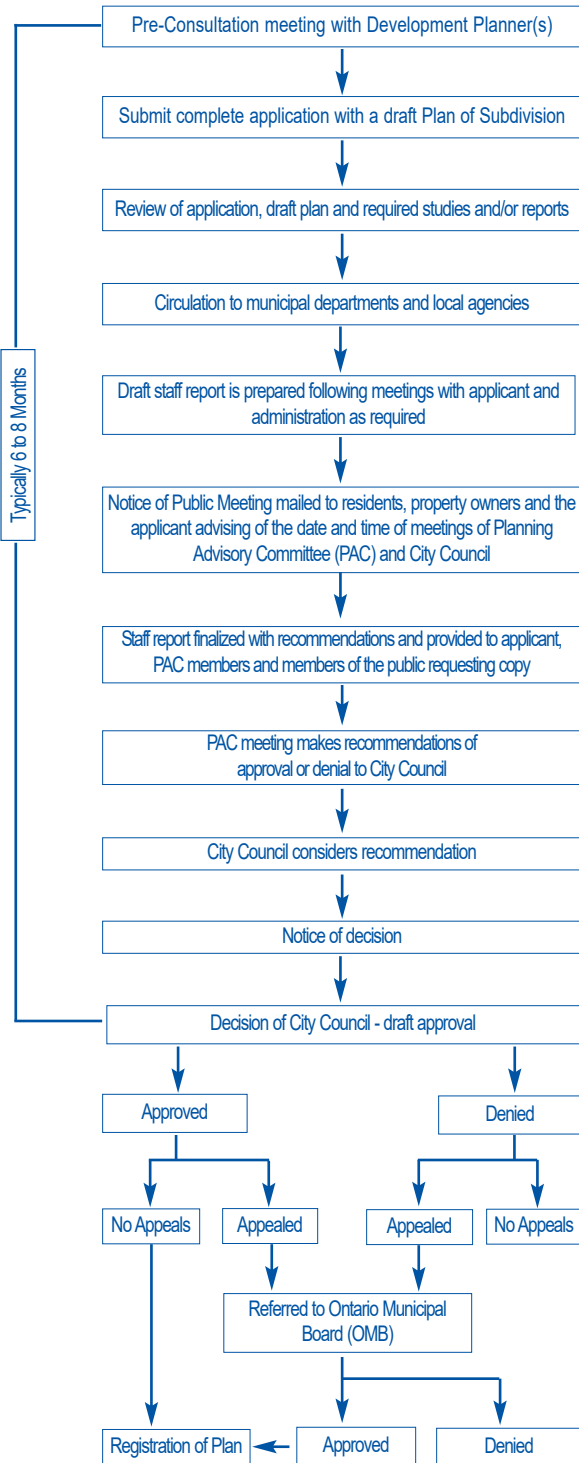 Pre-Consultation meeting with Development Planner(s)
Submit complete application with a draft Plan of Subdivision
Review of application, draft plan and required studies and/or reports
Circulation to municipal departments and local agencies
Typically 6 to 8 Months
Draft staff report is prepared following meetings with applicant and
administration as required
Notice of Public Meeting mailed to residents, property owners and the
applicant advising of the date and time of meetings of Planning
Advisory Committee (PAC) and City Council
Staff report finalized with recommendations and provided to applicant,
PAC members and members of the public requesting copy
PAC meeting makes recommendations of
approval or denial to City Council
City Council considers recommendation
Notice of decision
Decision of City Council - draft approval
Approved
Denied
No Appeals
Appealed
Appealed
No Appeals
Referred to Ontario Municipal
Board (OMB)
Registration of Plan
Approved
Denied